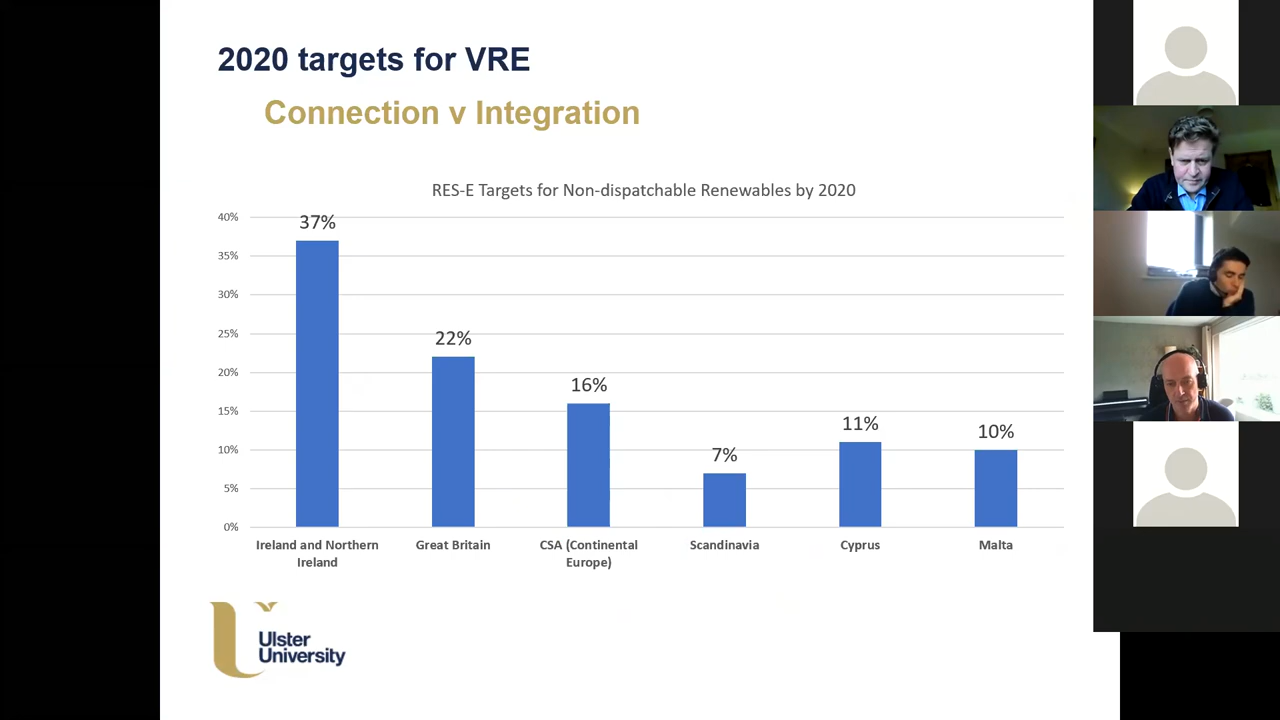 2020 targets for VRE
Connection v Integration
RES-E Targets for Non-dispatchable Renewables by 2020
40%
35%
30%
25%
20%
15%
10%
5%
0%
37%
22%
16%
7%
11%
10%
Ireland and Northern
Ireland
Great Britain
CSA (Continental
Europe)
Scandinavia
Cyprus
Malta
Ulster
University